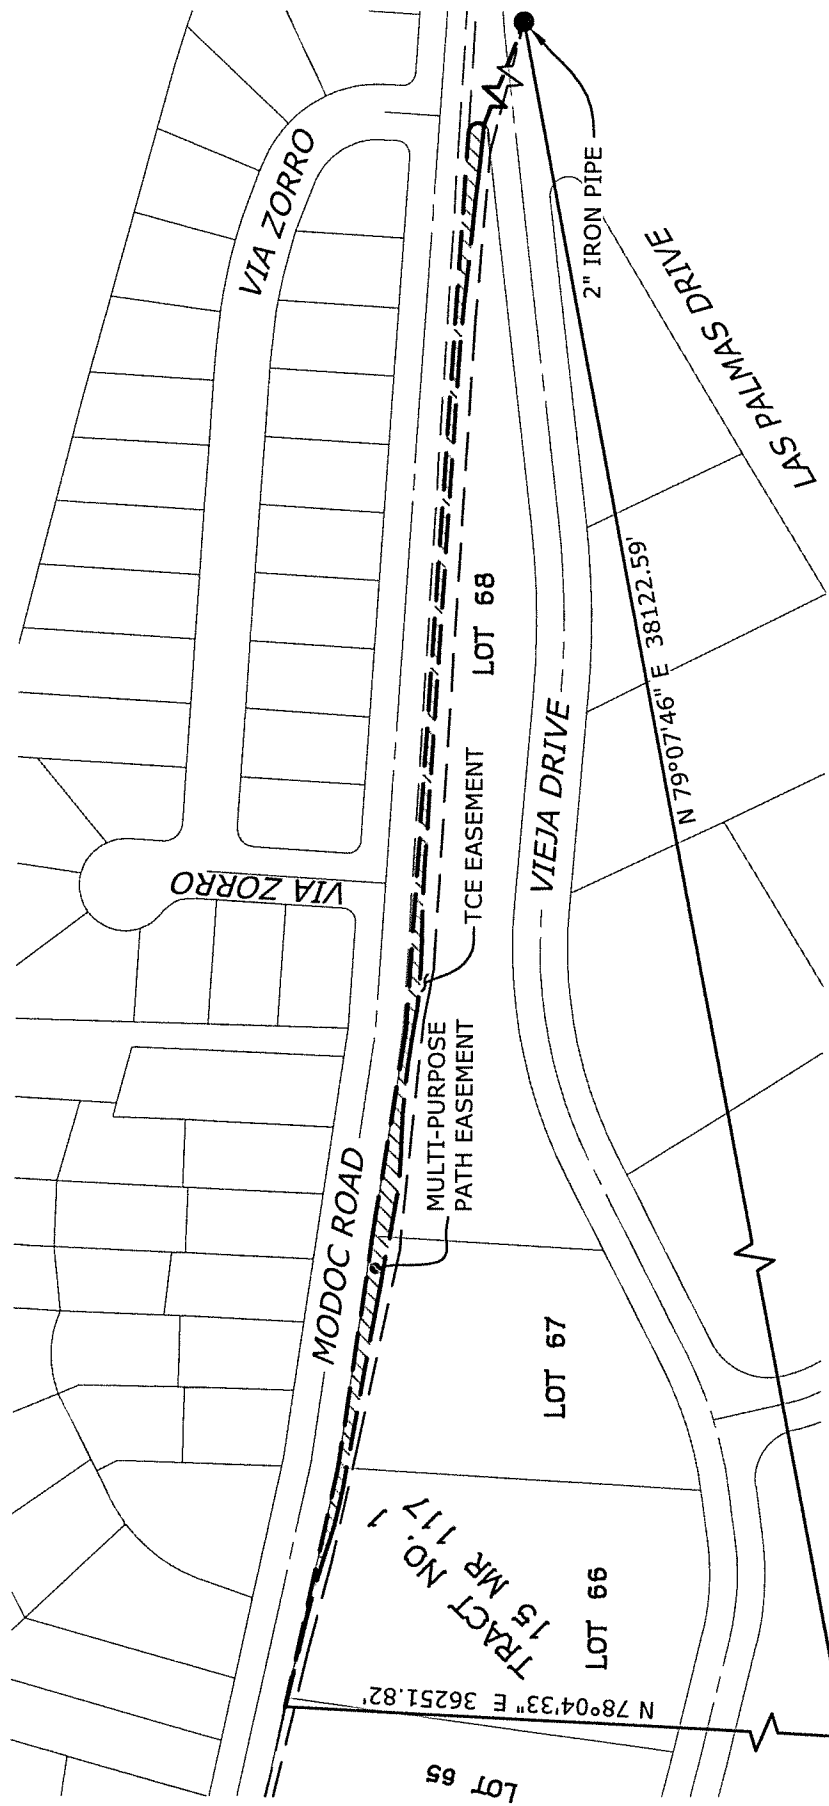 VIA ZORRO
2" IRON PIPE
LAS PALMAS DRIVE
N 79°07'46" E 38122.59'
LOT 68
VIEJA DRIVE
TCE EASEMENT
VIA ZORRO
MULTI-PURPOSE
PATH EASEMENT
MODOC ROAD
LOT 67
TRACT NO. 1
15 MR 117
LOT 66
N 78°04'33" E 36251.82'
LOT 65